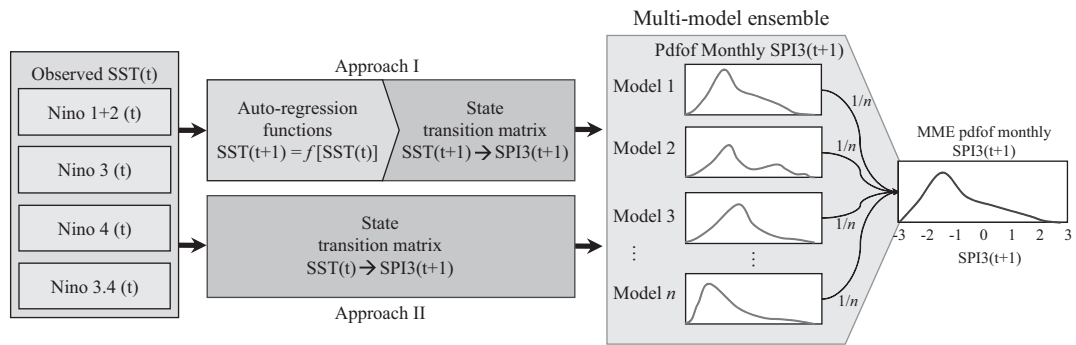 Multi-model ensemble
Observed SST(t)
Nino 1+2 (t)
Nino 3 (t)
Nino 4 (t)
Nino 3.4 (t)
Approach I
Auto-regression
functions
SST(t+1) = f [SST(t)]
State
transition matrix
SST(t+1) → SPI3(t+1)
State
transition matrix
SST(t) → SPI3(t+1)
Approach II
Pdfof Monthly SPI3(t+1)
Model 1
Model 2
Model 3
⋮
⋮
Model n
1/n
1/n
1/n
1/n
MME pdfof monthly
SPI3(t+1)
-3 -2 -1 0 1 2 3
SPI3(t+1)